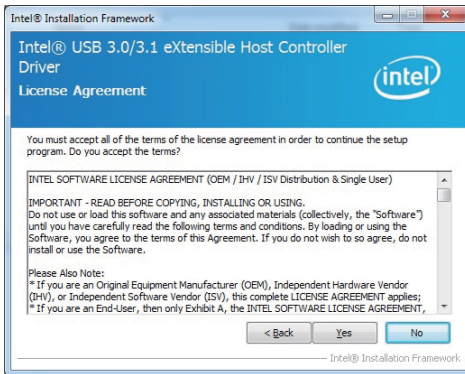 Intel® Installation Framework
Intel® USB 3.0/3.1 eXtensible Host Controller
Driver
License Agreement
intel
You must accept all of the terms of the license agreement in order to continue the setup
program. Do you accept the terms?
INTEL SOFTWARE LICENSE AGREEMENT (OEM / IHV / ISV Distribution & Single User)
IMPORTANT - READ BEFORE COPYING, INSTALLING OR USING.
Do not use or load this software and any associated materials (collectively, the "Software")
until you have carefully read the following terms and conditions. By loading or using the
Software, you agree to the terms of this Agreement. If you do not wish to so agree, do not
install or use the Software.
Please Also Note:
* If you are an Original Equipment Manufacturer (OEM), Independent Hardware Vendor
(IHV), or Independent Software Vendor (ISV), this complete LICENSE AGREEMENT applies;
* If you are an End-User, then only Exhibit A, the INTEL SOFTWARE LICENSE AGREEMENT,
< Back Yes No
Intel® Installation Framework